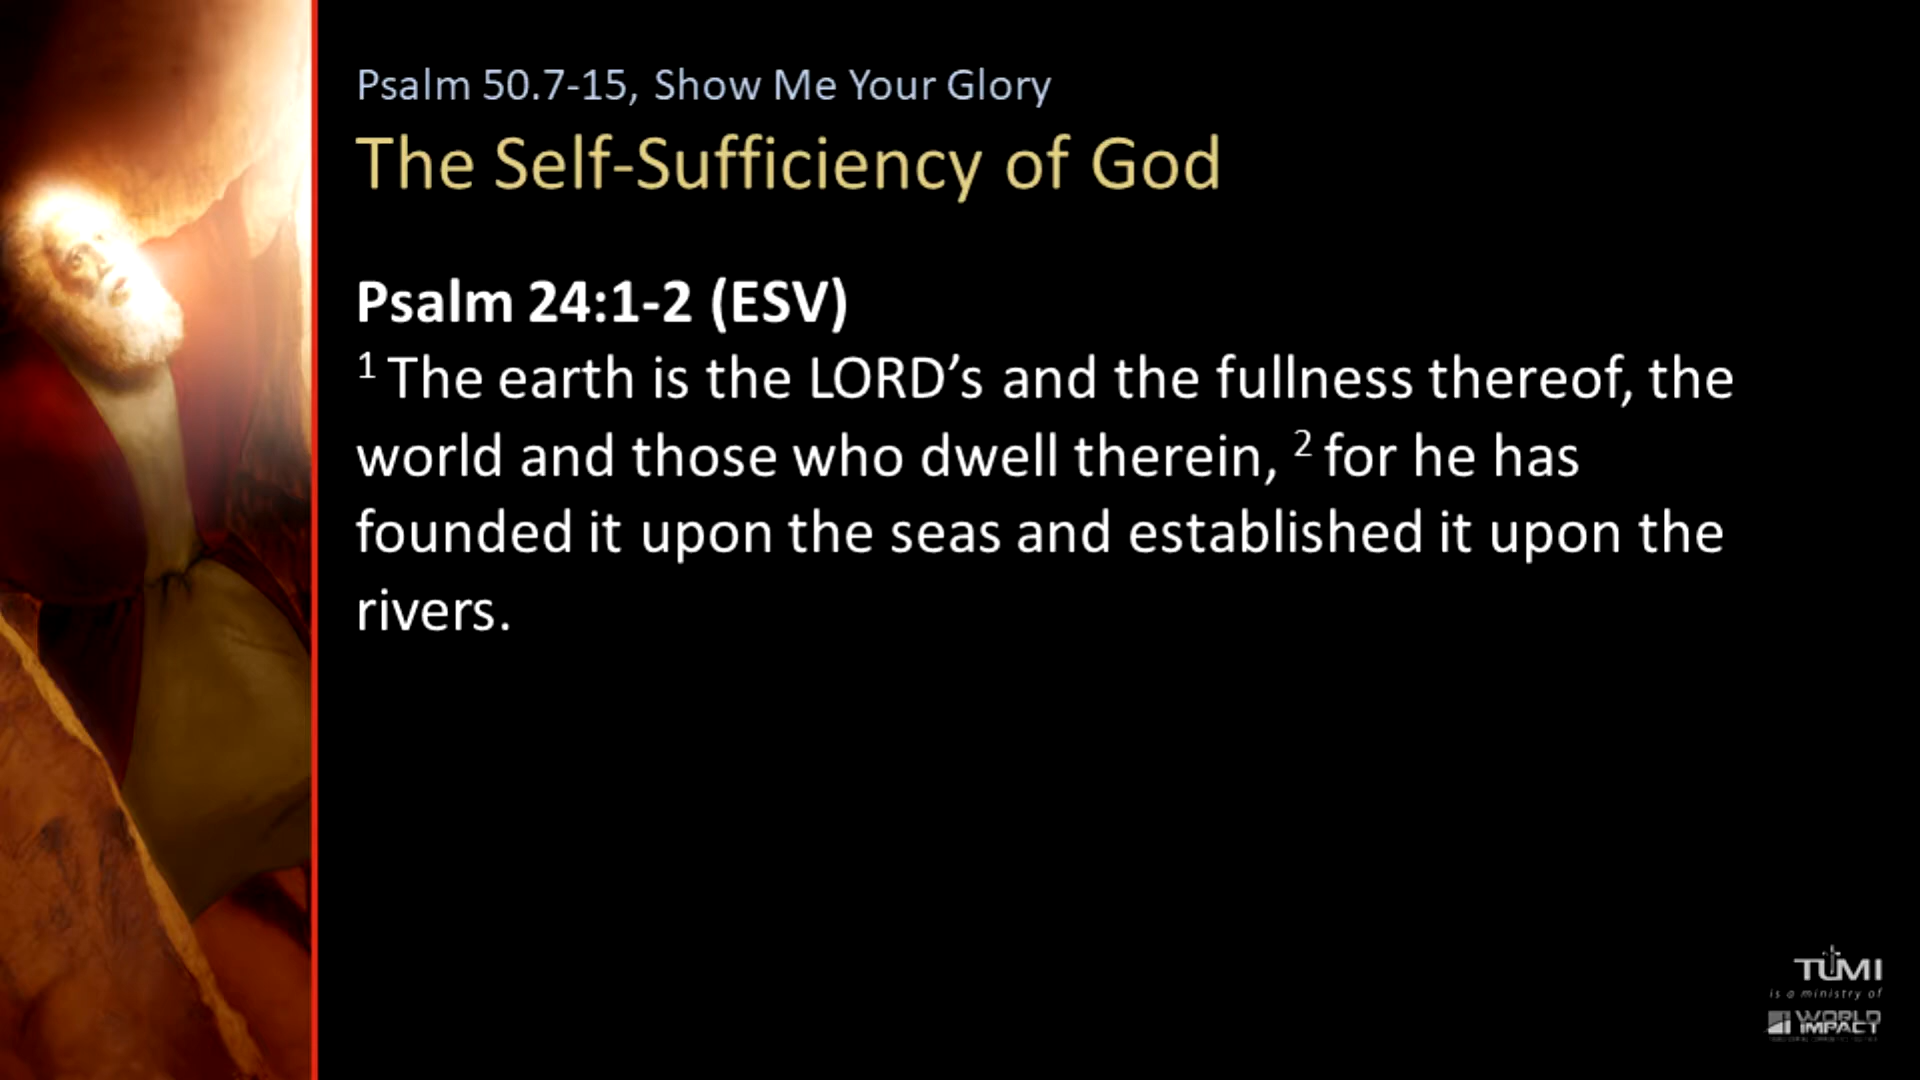 Psalm 50.7-15, Show Me Your Glory
The Self-Sufficiency of God
Psalm 24:1-2 (ESV)
1 The earth is the LORD’s and the fullness thereof, the
world and those who dwell therein, 2 for he has
founded it upon the seas and established it upon the
rivers.
TUMI
is a ministry of
WORLD
IMPACT